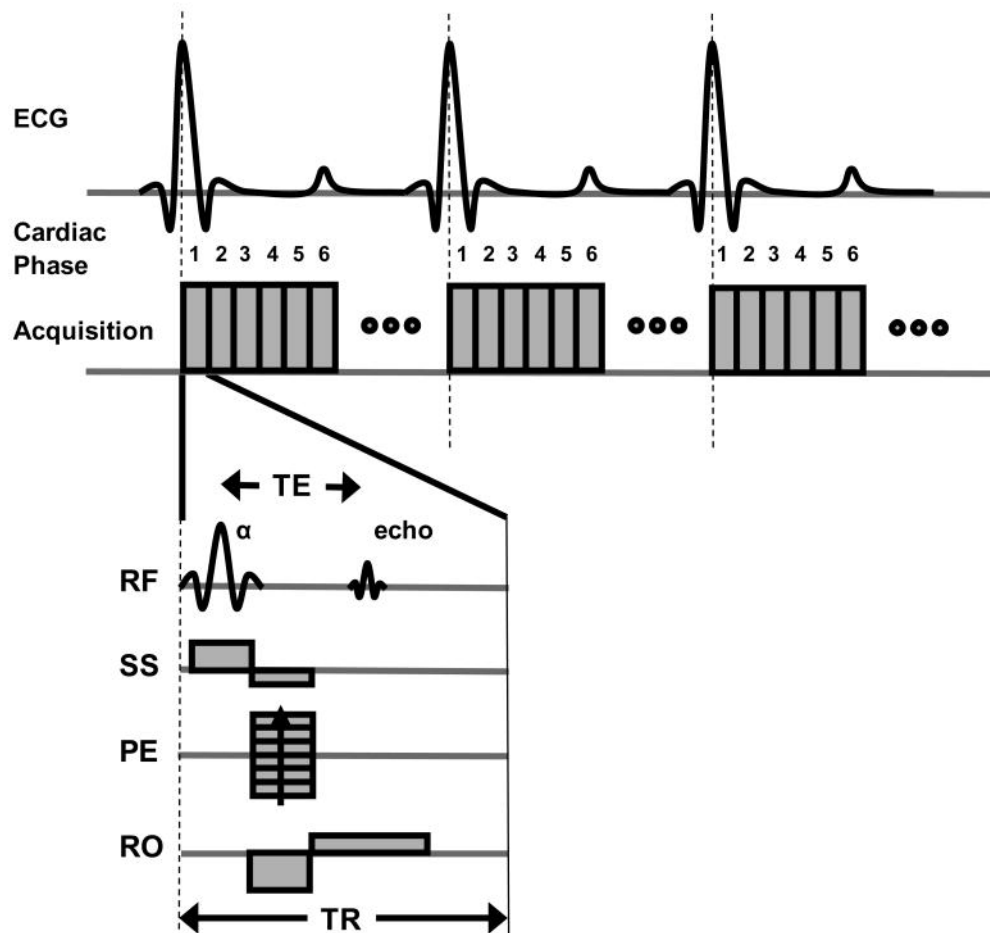 ECG
Cardiac
Phase
1 2 3 4 5 6
1 2 3 4 5 6
1 2 3 4 5 6
Acquisition
TE
α
echo
RF
SS
PE
RO
TR